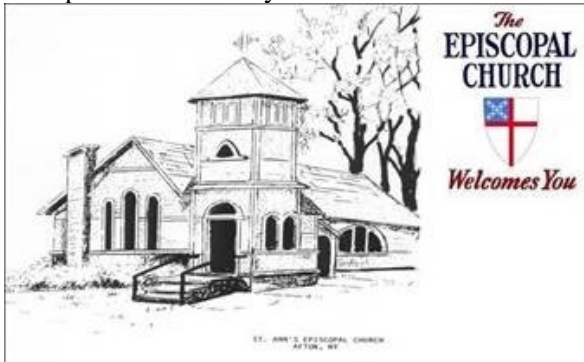 The
EPISCOPAL
CHURCH
Welcomes You
ST. ANN'S EPISCOPAL CHURCH
AFTON, NY